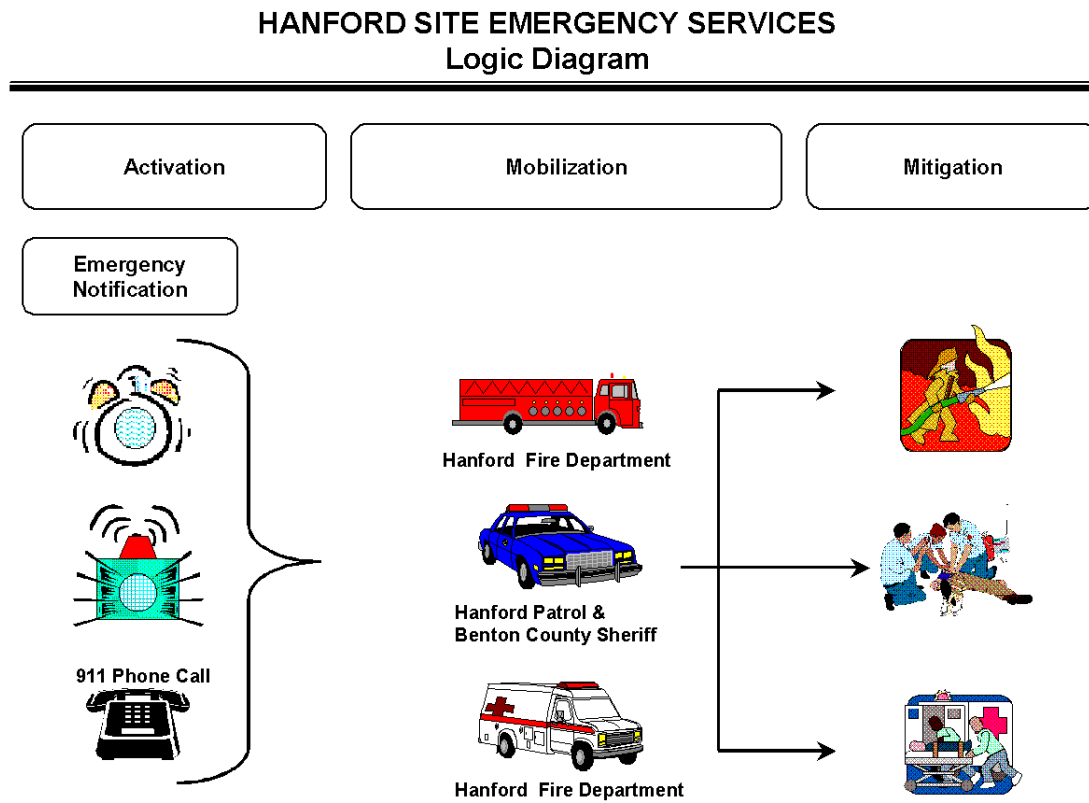 HANFORD SITE EMERGENCY SERVICES
Logic Diagram
Activation
Mobilization
Mitigation
Emergency
Notification
Hanford Fire Department
Hanford Patrol &
Benton County Sheriff
911 Phone Call
Hanford Fire Department